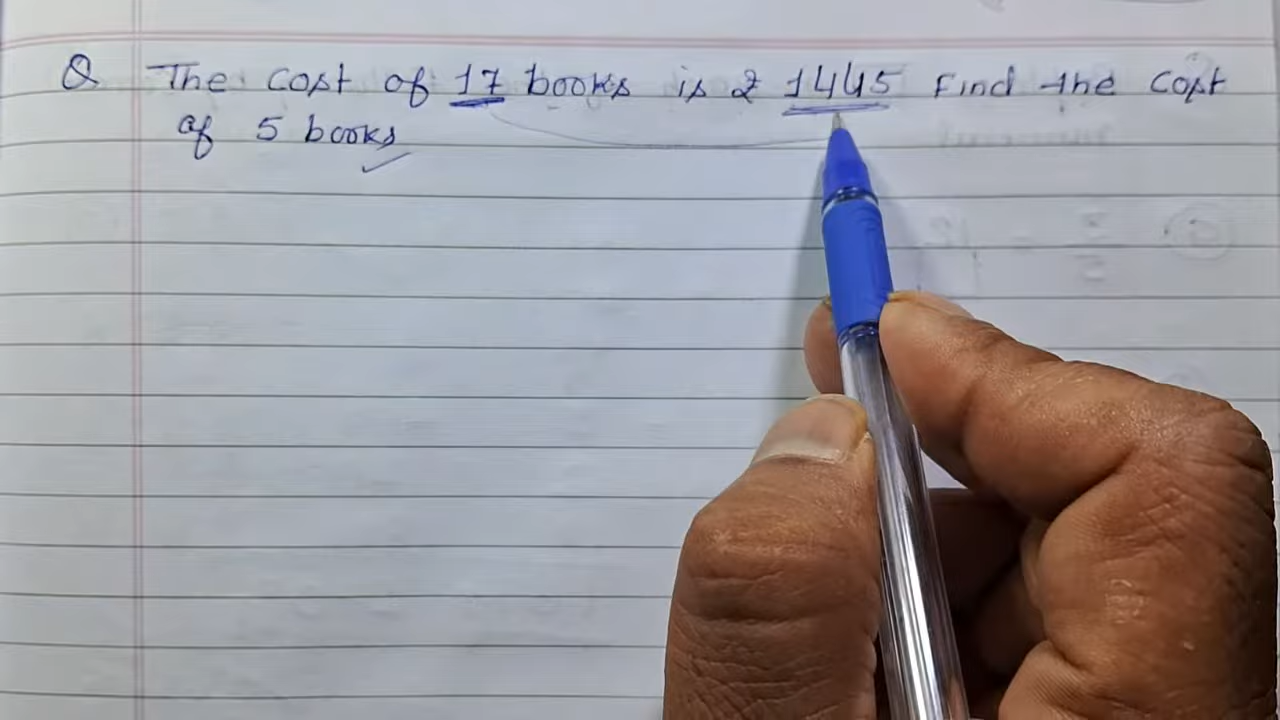 Q The cost of 17 books is ₹ 1445 Find the cost
of 5 books